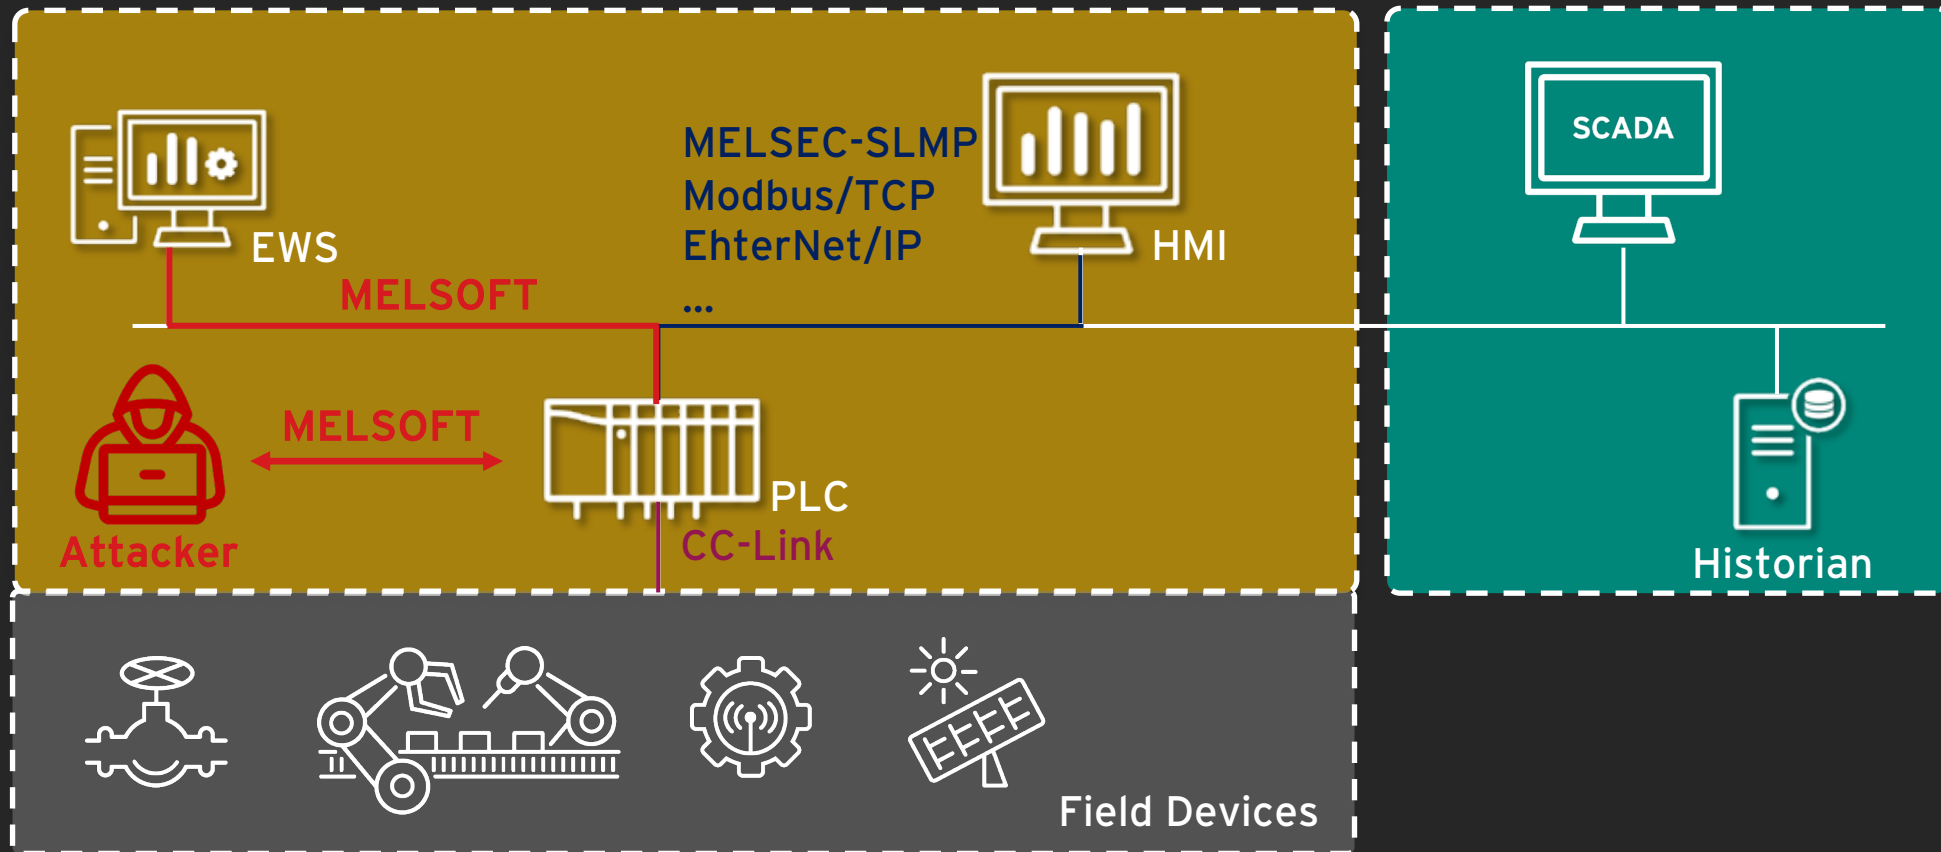 SCADA
MELSEC-SLMP
Modbus/TCP
EhterNet/IP
...
EWS
HMI
MELSOFT
MELSOFT
PLC
CC-Link
Attacker
Historian
Field Devices